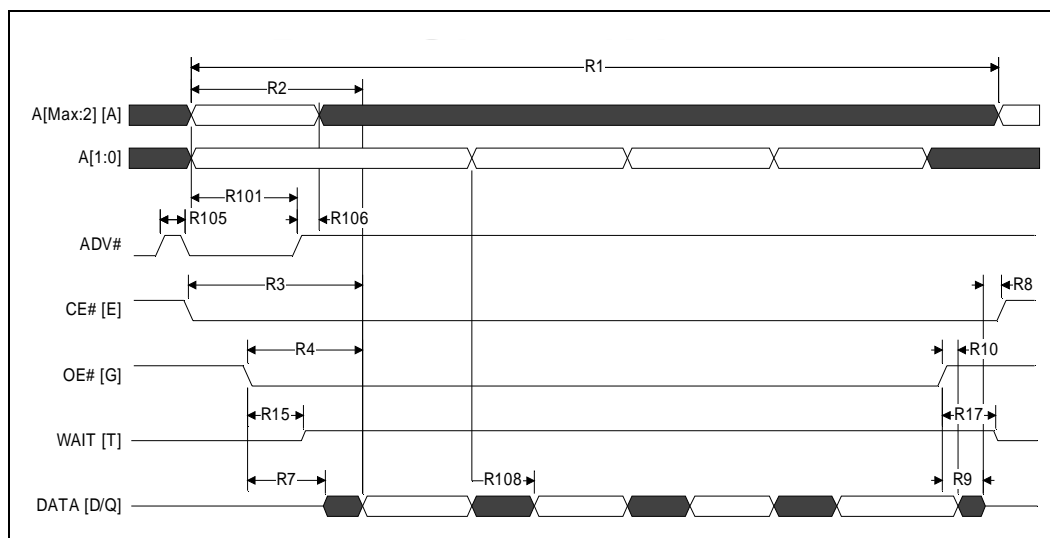 R1
R2
A[Max:2] [A]
A[1:0]
R101
R105
R106
ADV#
R3
R8
CE# [E]
R4
R10
OE# [G]
R15
R17
WAIT [T]
R7
R108
R9
DATA [D/Q]